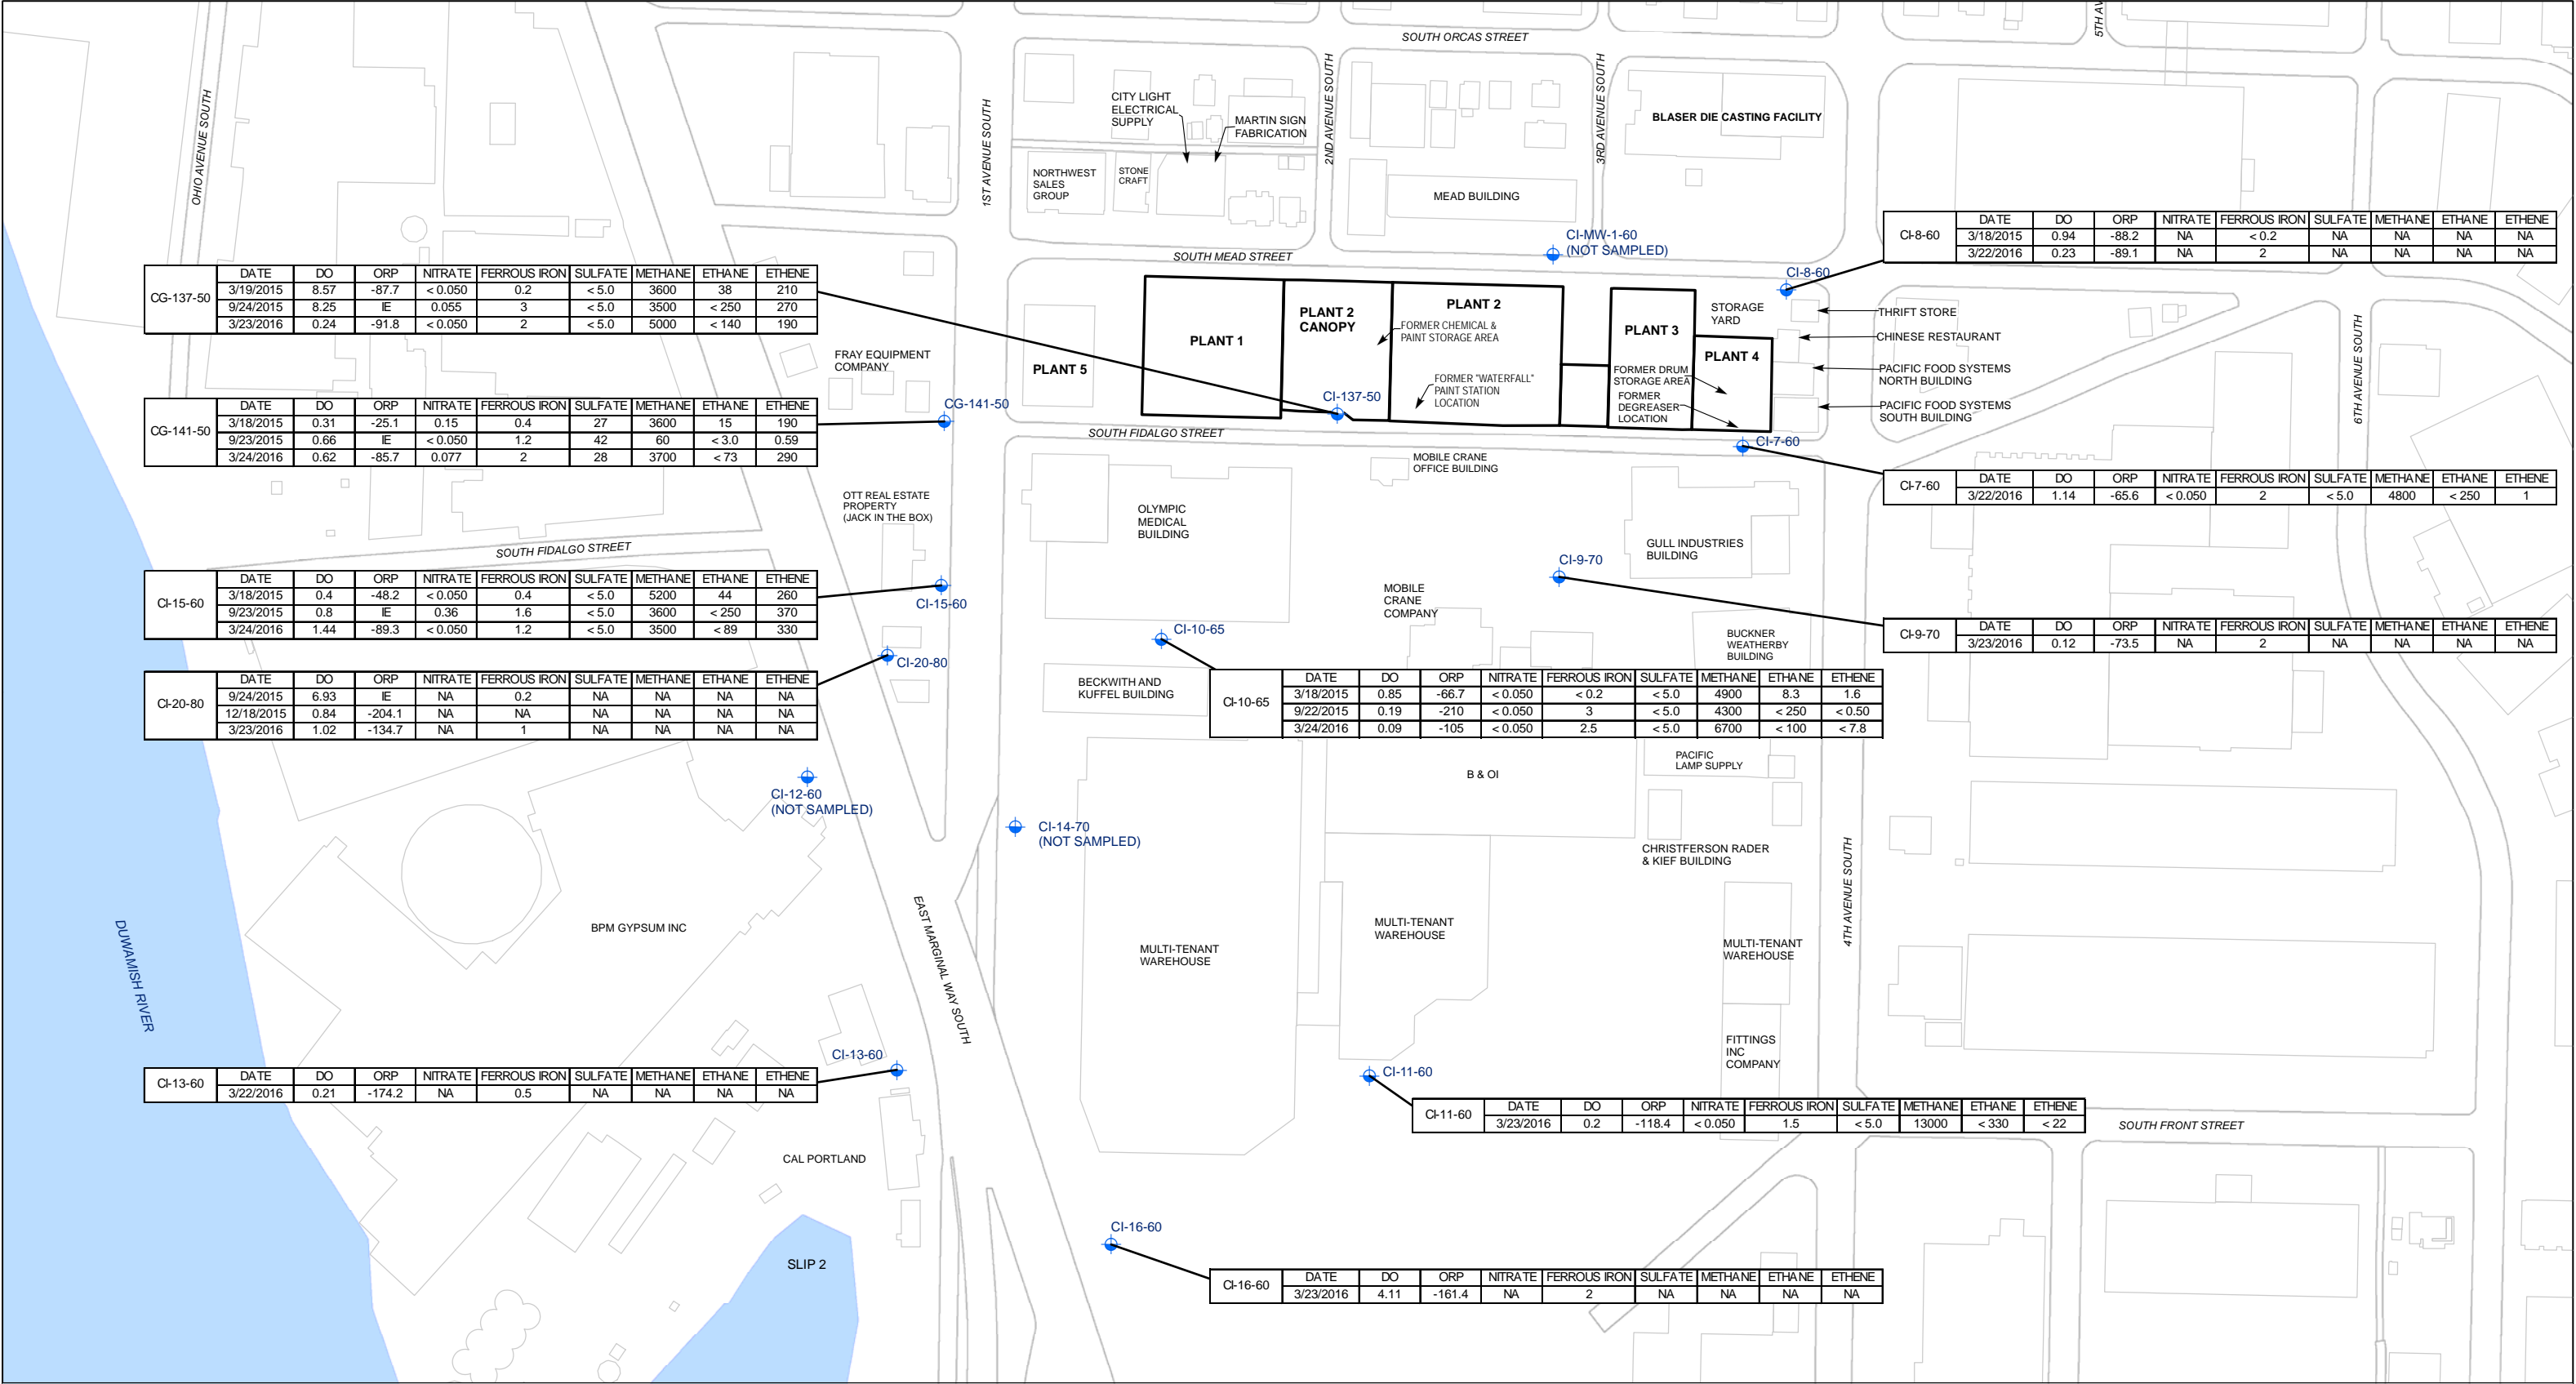 SOUTH ORCAS STREET
5TH AV
OHIO AVENUE SOUTH
1ST AVENUE SOUTH
2ND AVENUE SOUTH
3RD AVENUE SOUTH
CITY LIGHT
ELECTRICAL
SUPPLY
MARTIN SIGN
FABRICATION
BLASER DIE CASTING FACILITY
NORTHWEST
SALES
GROUP
STONE
CRAFT
MEAD BUILDING
CI-MW-1-60
(NOT SAMPLED)
SOUTH MEAD STREET
CI-8-60 DATE DO ORP NITRATE FERROUS IRON SULFATE METHANE ETHANE ETHENE
3/18/2015 0.94 -88.2 NA < 0.2 NA NA NA NA
3/22/2016 0.23 -89.1 NA 2 NA NA NA NA
CI-8-60
CG-137-50 DATE DO ORP NITRATE FERROUS IRON SULFATE METHANE ETHANE ETHENE
3/19/2015 8.57 -87.7 < 0.050 0.2 < 5.0 3600 38 210
9/24/2015 8.25 IE 0.055 3 < 5.0 3500 < 250 270
3/23/2016 0.24 -91.8 < 0.050 2 < 5.0 5000 < 140 190
PLANT 1
PLANT 2
CANOPY
PLANT 2
FORMER CHEMICAL &
PAINT STORAGE AREA
FORMER "WATERFALL"
PAINT STATION
LOCATION
PLANT 3
STORAGE
YARD
PLANT 4
FORMER DRUM
STORAGE AREA
FORMER
DEGREASER
LOCATION
PLANT 5
THRIFT STORE
CHINESE RESTAURANT
PACIFIC FOOD SYSTEMS
NORTH BUILDING
PACIFIC FOOD SYSTEMS
SOUTH BUILDING
6TH AVENUE SOUTH
FRAY EQUIPMENT
COMPANY
CI-137-50
CG-141-50
CG-141-50 DATE DO ORP NITRATE FERROUS IRON SULFATE METHANE ETHANE ETHENE
3/18/2015 0.31 -25.1 0.15 0.4 27 3600 15 190
9/23/2015 0.66 IE < 0.050 1.2 42 60 < 3.0 0.59
3/24/2016 0.62 -85.7 0.077 2 28 3700 < 73 290
SOUTH FIDALGO STREET
CI-7-60
MOBILE CRANE
OFFICE BUILDING
CI-7-60 DATE DO ORP NITRATE FERROUS IRON SULFATE METHANE ETHANE ETHENE
3/22/2016 1.14 -65.6 < 0.050 2 < 5.0 4800 < 250 1
OTT REAL ESTATE
PROPERTY
(JACK IN THE BOX)
OLYMPIC
MEDICAL
BUILDING
GULL INDUSTRIES
BUILDING
SOUTH FIDALGO STREET
CI-9-70
CI-15-60 DATE DO ORP NITRATE FERROUS IRON SULFATE METHANE ETHANE ETHENE
3/18/2015 0.4 -48.2 < 0.050 0.4 < 5.0 5200 44 260
9/23/2015 0.8 IE 0.36 1.6 < 5.0 3600 < 250 370
3/24/2016 1.44 -89.3 < 0.050 1.2 < 5.0 3500 < 89 330
CI-15-60
MOBILE
CRANE
COMPANY
CI-9-70 DATE DO ORP NITRATE FERROUS IRON SULFATE METHANE ETHANE ETHENE
3/23/2016 0.12 -73.5 NA 2 NA NA NA NA
CI-10-65
BUCKNER
WEATHERBY
BUILDING
CI-20-80
CI-20-80 DATE DO ORP NITRATE FERROUS IRON SULFATE METHANE ETHANE ETHENE
9/24/2015 6.93 IE NA 0.2 NA NA NA NA
12/18/2015 0.84 -204.1 NA NA NA NA NA NA
3/23/2016 1.02 -134.7 NA 1 NA NA NA NA
BECKWITH AND
KUFFEL BUILDING
CI-10-65 DATE DO ORP NITRATE FERROUS IRON SULFATE METHANE ETHANE ETHENE
3/18/2015 0.85 -66.7 < 0.050 < 0.2 < 5.0 4900 8.3 1.6
9/22/2015 0.19 -210 < 0.050 3 < 5.0 4300 < 250 < 0.50
3/24/2016 0.09 -105 < 0.050 2.5 < 5.0 6700 < 100 < 7.8
B & OI
PACIFIC
LAMP SUPPLY
CI-12-60
(NOT SAMPLED)
CI-14-70
(NOT SAMPLED)
CHRISTFERSON RADER
& KIEF BUILDING
4TH AVENUE SOUTH
DUWAMISH RIVER
BPM GYPSUM INC
EAST MARGINAL WAY SOUTH
MULTI-TENANT
WAREHOUSE
MULTI-TENANT
WAREHOUSE
MULTI-TENANT
WAREHOUSE
FITTINGS
INC
COMPANY
CI-13-60
CI-13-60 DATE DO ORP NITRATE FERROUS IRON SULFATE METHANE ETHANE ETHENE
3/22/2016 0.21 -174.2 NA 0.5 NA NA NA NA
CI-11-60
CI-11-60 DATE DO ORP NITRATE FERROUS IRON SULFATE METHANE ETHANE ETHENE
3/23/2016 0.2 -118.4 < 0.050 1.5 < 5.0 13000 < 330 < 22
SOUTH FRONT STREET
CAL PORTLAND
CI-16-60
SLIP 2
CI-16-60 DATE DO ORP NITRATE FERROUS IRON SULFATE METHANE ETHANE ETHENE
3/23/2016 4.11 -161.4 NA 2 NA NA NA NA